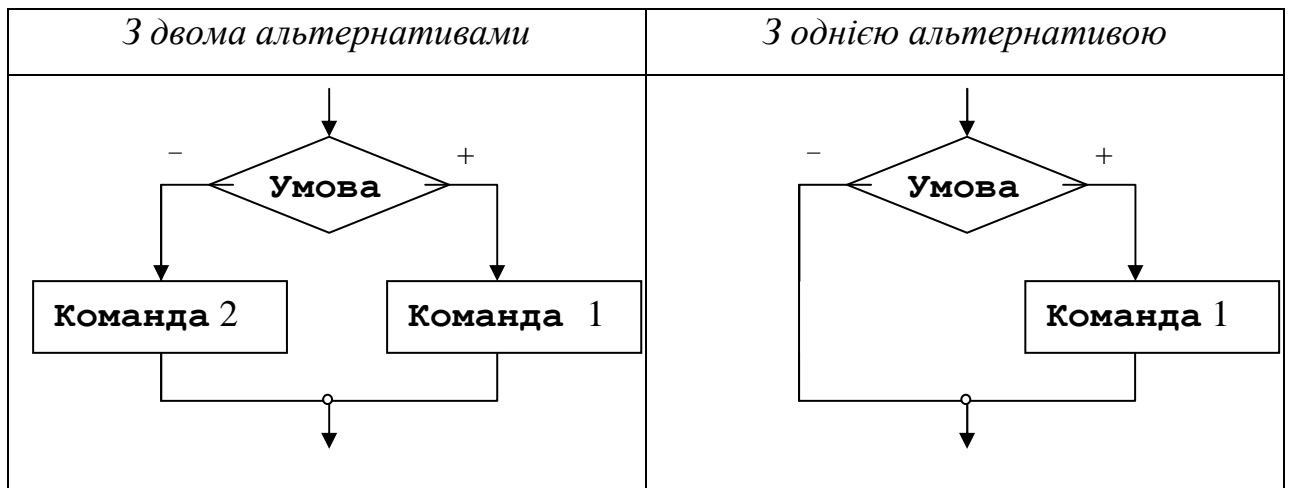 З двома альтернативами
З однією альтернативою
– +
Умова
Команда 2
Команда 1
– +
Умова
Команда 1